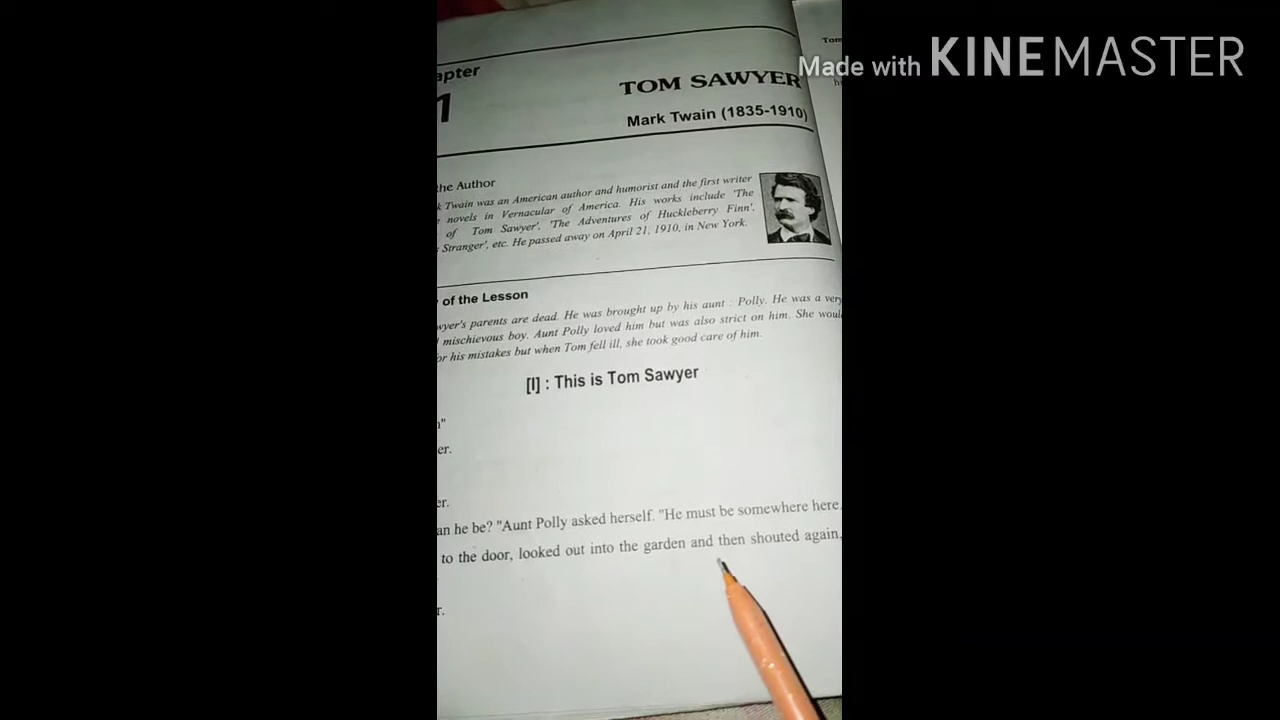 Made with KINEMASTER
Tom
apter
1
TOM SAWYER
Mark Twain (1835-1910)
the Author
k Twain was an American author and humorist and the first writer
novels in Vernacular of America. His works include 'The
of Tom Sawyer', 'The Adventures of Huckleberry Finn',
Stranger', etc. He passed away on April 21, 1910, in New York.
of the Lesson
wyer's parents are dead. He was brought up by his aunt : Polly. He was a very
mischievous boy. Aunt Polly loved him but was also strict on him. She woul
or his mistakes but when Tom fell ill, she took good care of him.
[I] : This is Tom Sawyer
"
er.
er.
an he be? "Aunt Polly asked herself. "He must be somewhere here.
to the door, looked out into the garden and then shouted again,
r.